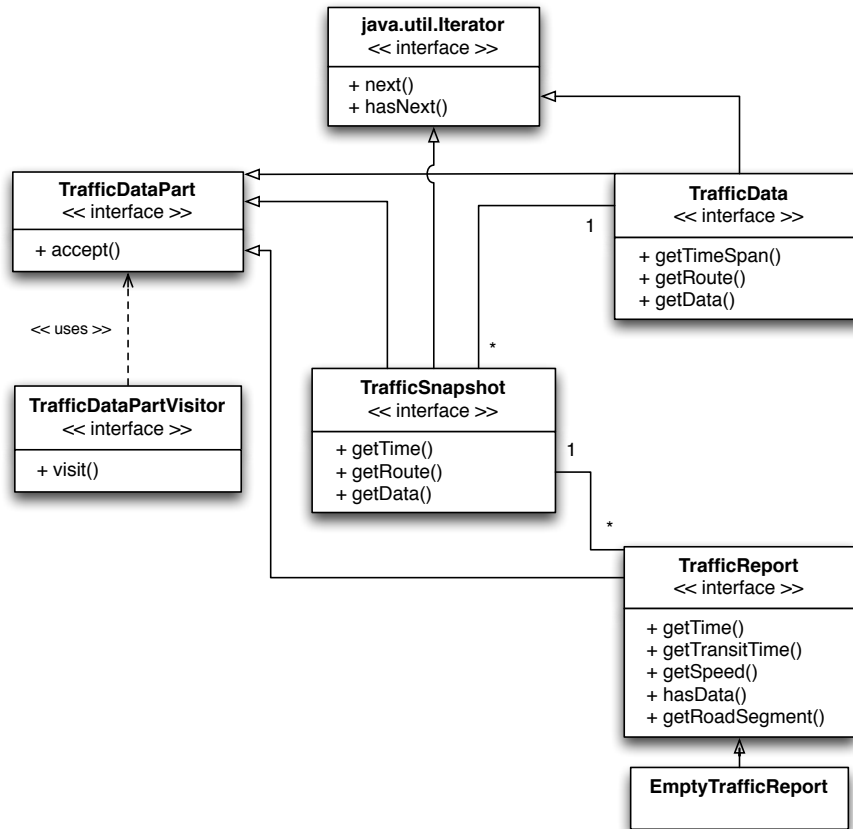 java.util.Iterator
<< interface >>
+ next()
+ hasNext()
TrafficDataPart
<< interface >>
+ accept()
TrafficData
<< interface >>
+ getTimeSpan()
+ getRoute()
+ getData()
1
*
<< uses >>
TrafficDataPartVisitor
<< interface >>
+ visit()
TrafficSnapshot
<< interface >>
+ getTime()
+ getRoute()
+ getData()
1
*
TrafficReport
<< interface >>
+ getTime()
+ getTransitTime()
+ getSpeed()
+ hasData()
+ getRoadSegment()
EmptyTrafficReport